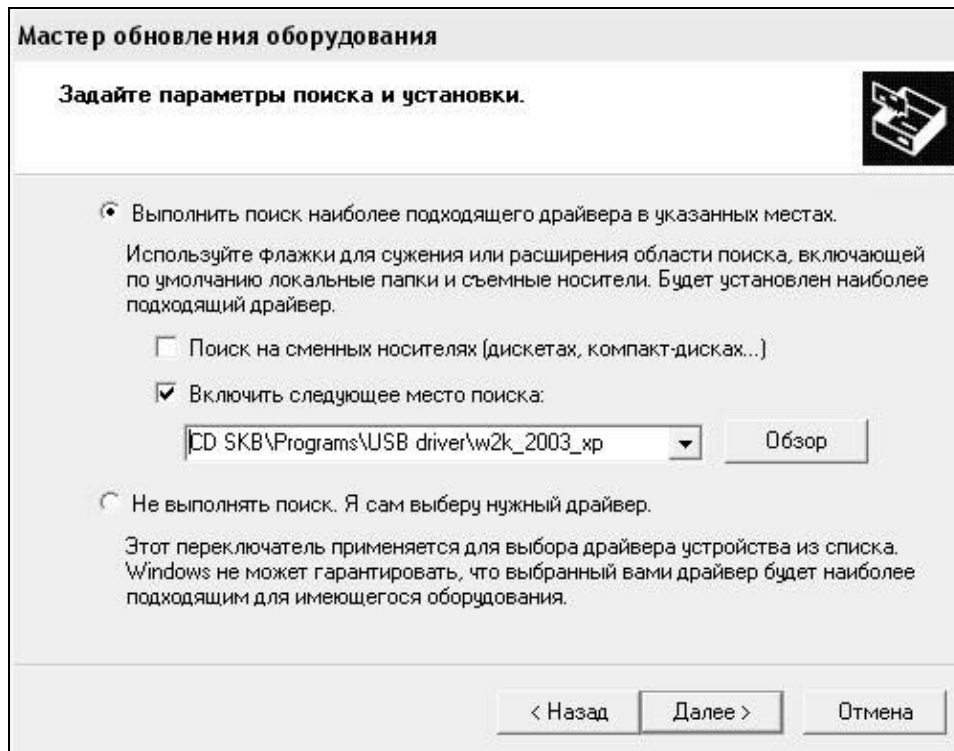 Мастер обновления оборудования
Задайте параметры поиска и установки.
Выполнить поиск наиболее подходящего драйвера в указанных местах.
Используйте флажки для сужения или расширения области поиска, включающей
по умолчанию локальные папки и съемные носители. Будет установлен наиболее
подходящий драйвер.
Поиск на сменных носителях (дискетах, компакт-дисках...)
Включить следующее место поиска:
CD SKB\Programs\USB driver\w2k_2003_xp
Обзор
Не выполнять поиск. Я сам выберу нужный драйвер.
Этот переключатель применяется для выбора драйвера устройства из списка.
Windows не может гарантировать, что выбранный вами драйвер будет наиболее
подходящим для имеющегося оборудования.
< Назад Далее > Отмена